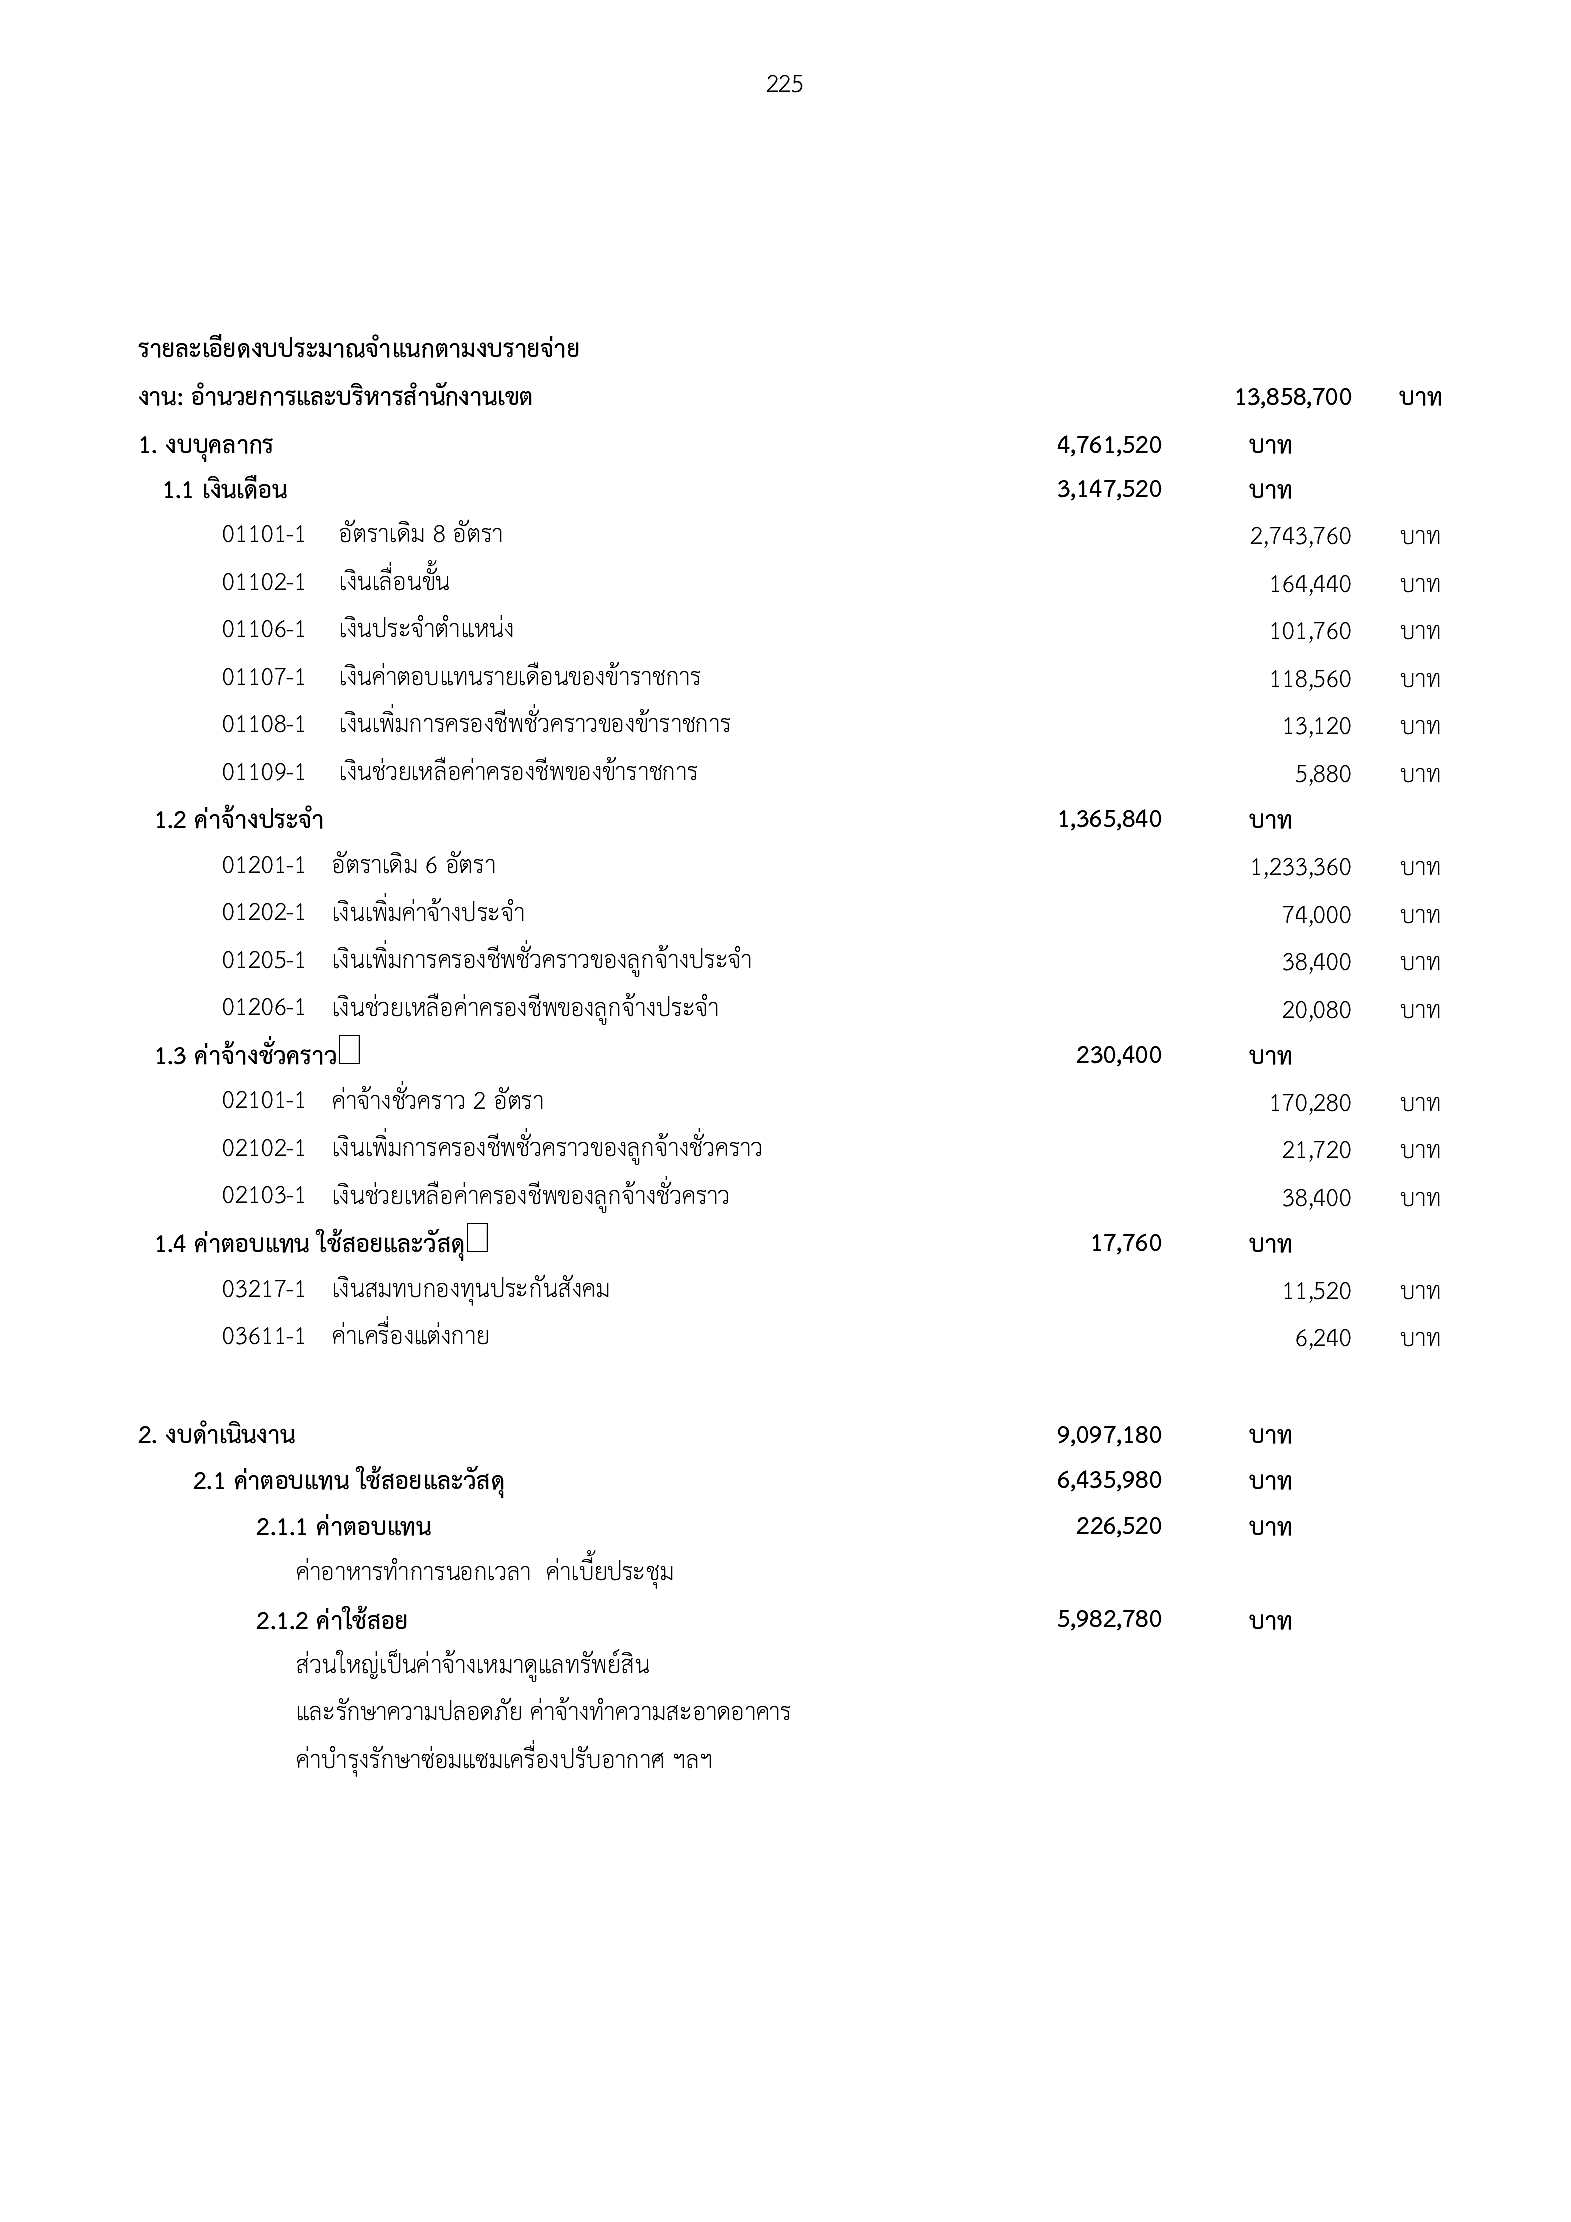 225
รายละเอียดงบประมาณจำแนกตามงบรายจ่าย
งาน: อำนวยการและบริหารสำนักงานเขต 13,858,700 บาท
1. งบบุคลากร 4,761,520 บาท
1.1 เงินเดือน 3,147,520 บาท
01101-1 อัตราเดิม 8 อัตรา 2,743,760 บาท
01102-1 เงินเลื่อนขั้น 164,440 บาท
01106-1 เงินประจำตำแหน่ง 101,760 บาท
01107-1 เงินค่าตอบแทนรายเดือนของข้าราชการ 118,560 บาท
01108-1 เงินเพิ่มการครองชีพชั่วคราวของข้าราชการ 13,120 บาท
01109-1 เงินช่วยเหลือค่าครองชีพของข้าราชการ 5,880 บาท
1.2 ค่าจ้างประจำ 1,365,840 บาท
01201-1 อัตราเดิม 6 อัตรา 1,233,360 บาท
01202-1 เงินเพิ่มค่าจ้างประจำ 74,000 บาท
01205-1 เงินเพิ่มการครองชีพชั่วคราวของลูกจ้างประจำ 38,400 บาท
01206-1 เงินช่วยเหลือค่าครองชีพของลูกจ้างประจำ 20,080 บาท
1.3 ค่าจ้างชั่วคราว 230,400 บาท
02101-1 ค่าจ้างชั่วคราว 2 อัตรา 170,280 บาท
02102-1 เงินเพิ่มการครองชีพชั่วคราวของลูกจ้างชั่วคราว 21,720 บาท
02103-1 เงินช่วยเหลือค่าครองชีพของลูกจ้างชั่วคราว 38,400 บาท
1.4 ค่าตอบแทน ใช้สอยและวัสดุ 17,760 บาท
03217-1 เงินสมทบกองทุนประกันสังคม 11,520 บาท
03611-1 ค่าเครื่องแต่งกาย 6,240 บาท
2. งบดำเนินงาน 9,097,180 บาท
2.1 ค่าตอบแทน ใช้สอยและวัสดุ 6,435,980 บาท
2.1.1 ค่าตอบแทน 226,520 บาท
ค่าอาหารทำการนอกเวลา ค่าเบี้ยประชุม
2.1.2 ค่าใช้สอย 5,982,780 บาท
ส่วนใหญ่เป็นค่าจ้างเหมาดูแลทรัพย์สิน
และรักษาความปลอดภัย ค่าจ้างทำความสะอาดอาคาร
ค่าบำรุงรักษาซ่อมแซมเครื่องปรับอากาศ ฯลฯ